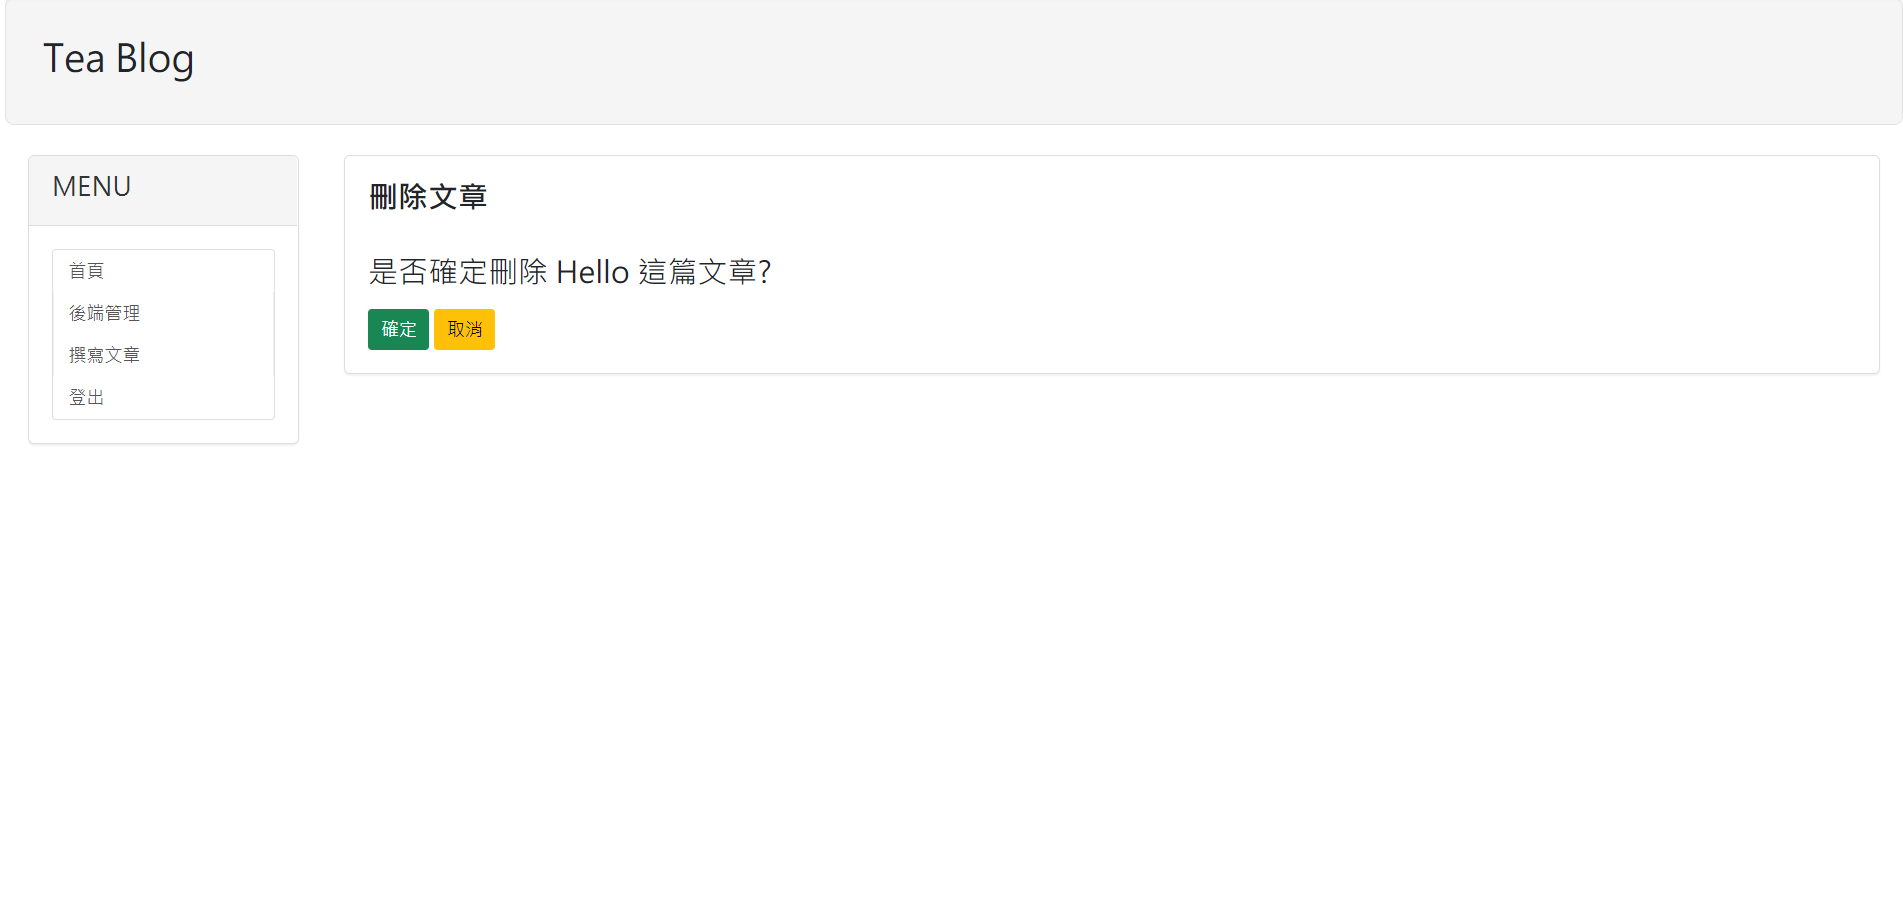 Tea Blog
MENU
首頁
後端管理
撰寫文章
登出
刪除文章
是否確定刪除 Hello 這篇文章?
確定 取消